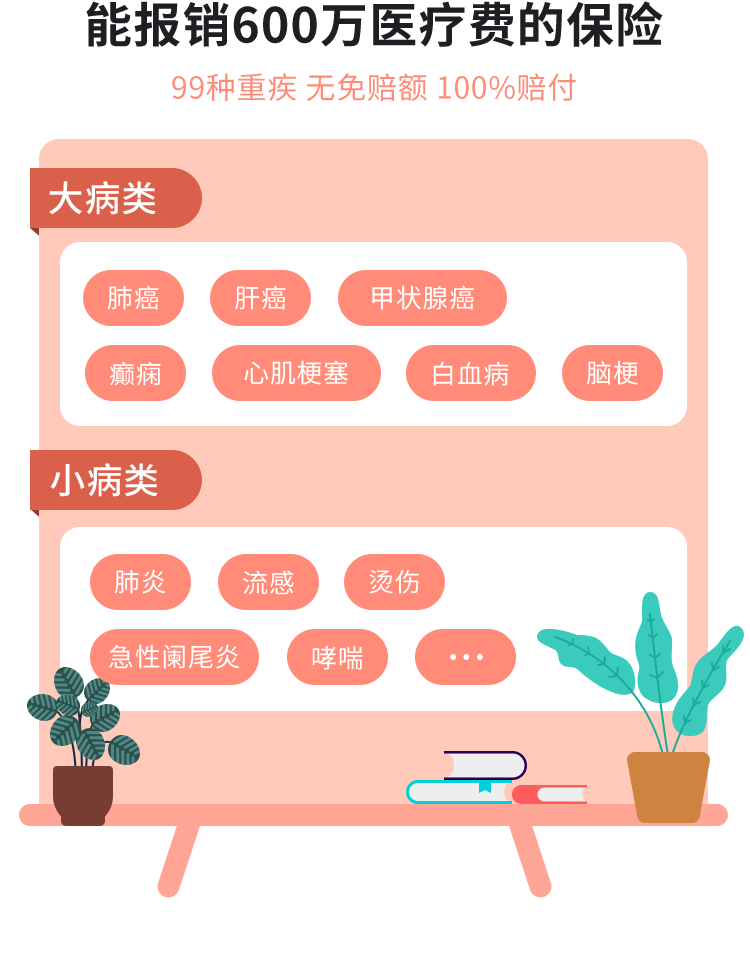 能报销600万医疗费的保险
99种重疾 无免赔额 100%赔付
大病类
肺癌 肝癌 甲状腺癌
癫痫 心肌梗塞 白血病 脑梗
小病类
肺炎 流感 烫伤
急性阑尾炎 哮喘 ···